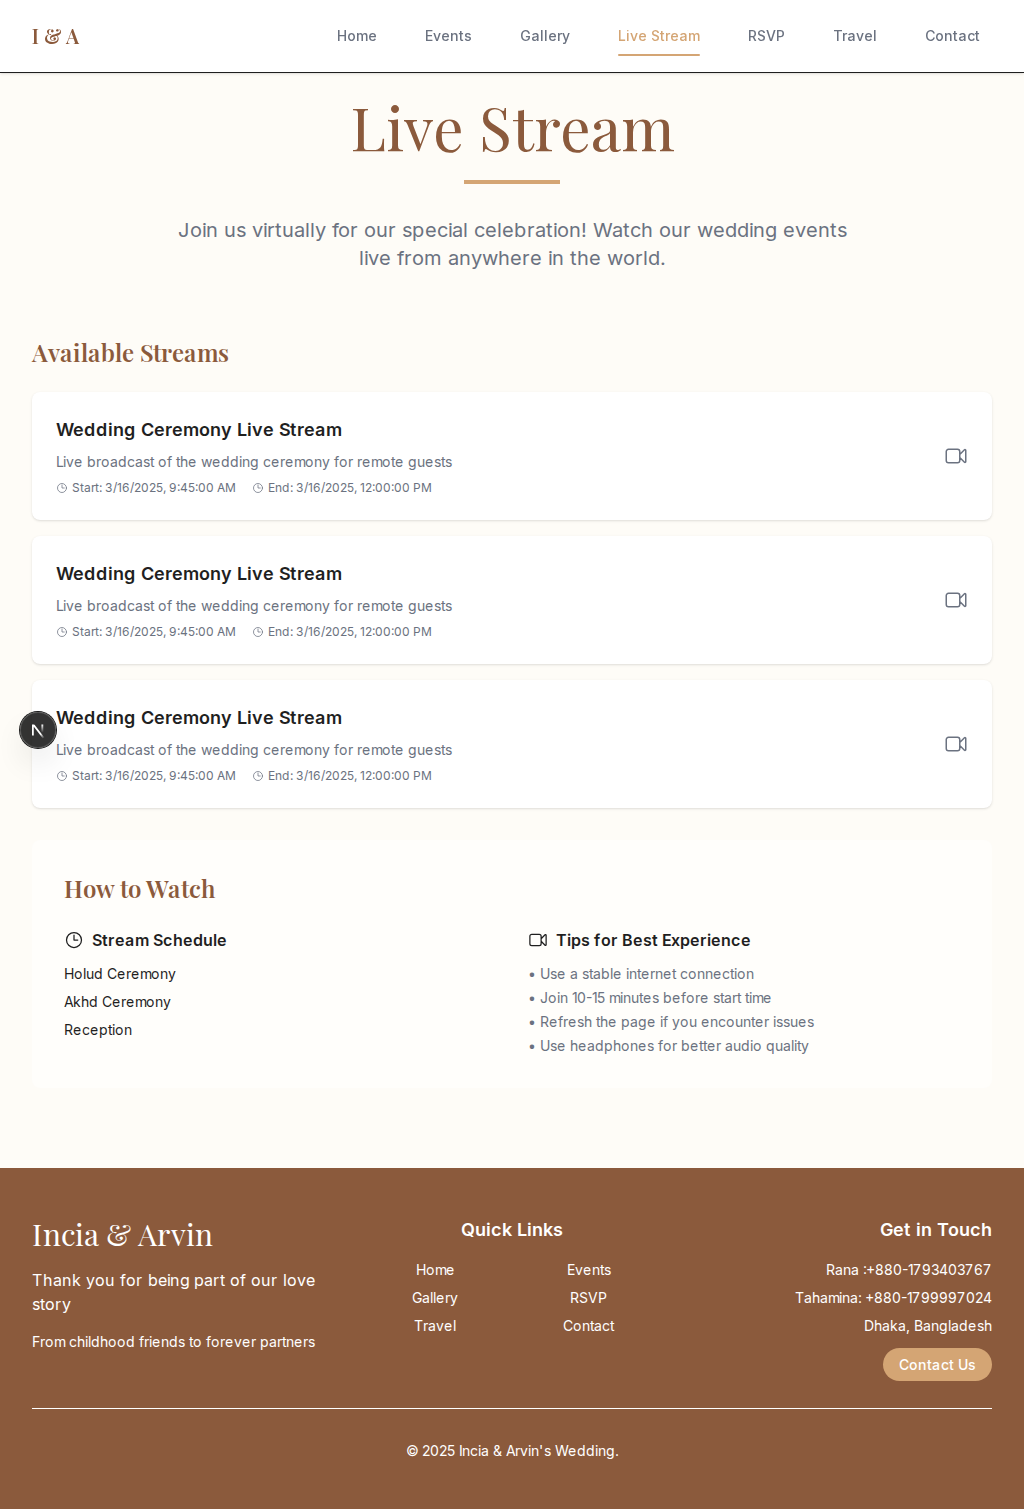 I & A
Home
Events
Gallery
Live Stream
RSVP
Travel
Contact
Live Stream
Join us virtually for our special celebration! Watch our wedding events
live from anywhere in the world.
Available Streams
Wedding Ceremony Live Stream
Live broadcast of the wedding ceremony for remote guests
Start: 3/16/2025, 9:45:00 AM
End: 3/16/2025, 12:00:00 PM
Wedding Ceremony Live Stream
Live broadcast of the wedding ceremony for remote guests
Start: 3/16/2025, 9:45:00 AM
End: 3/16/2025, 12:00:00 PM
N
Wedding Ceremony Live Stream
Live broadcast of the wedding ceremony for remote guests
Start: 3/16/2025, 9:45:00 AM
End: 3/16/2025, 12:00:00 PM
How to Watch
Stream Schedule
Holud Ceremony
Akhd Ceremony
Reception
Tips for Best Experience
• Use a stable internet connection
• Join 10-15 minutes before start time
• Refresh the page if you encounter issues
• Use headphones for better audio quality
Incia & Arvin
Thank you for being part of our love
story
From childhood friends to forever partners
Quick Links
Home
Events
Gallery
RSVP
Travel
Contact
Get in Touch
Rana :+880-1793403767
Tahamina: +880-1799997024
Dhaka, Bangladesh
Contact Us
© 2025 Incia & Arvin's Wedding.